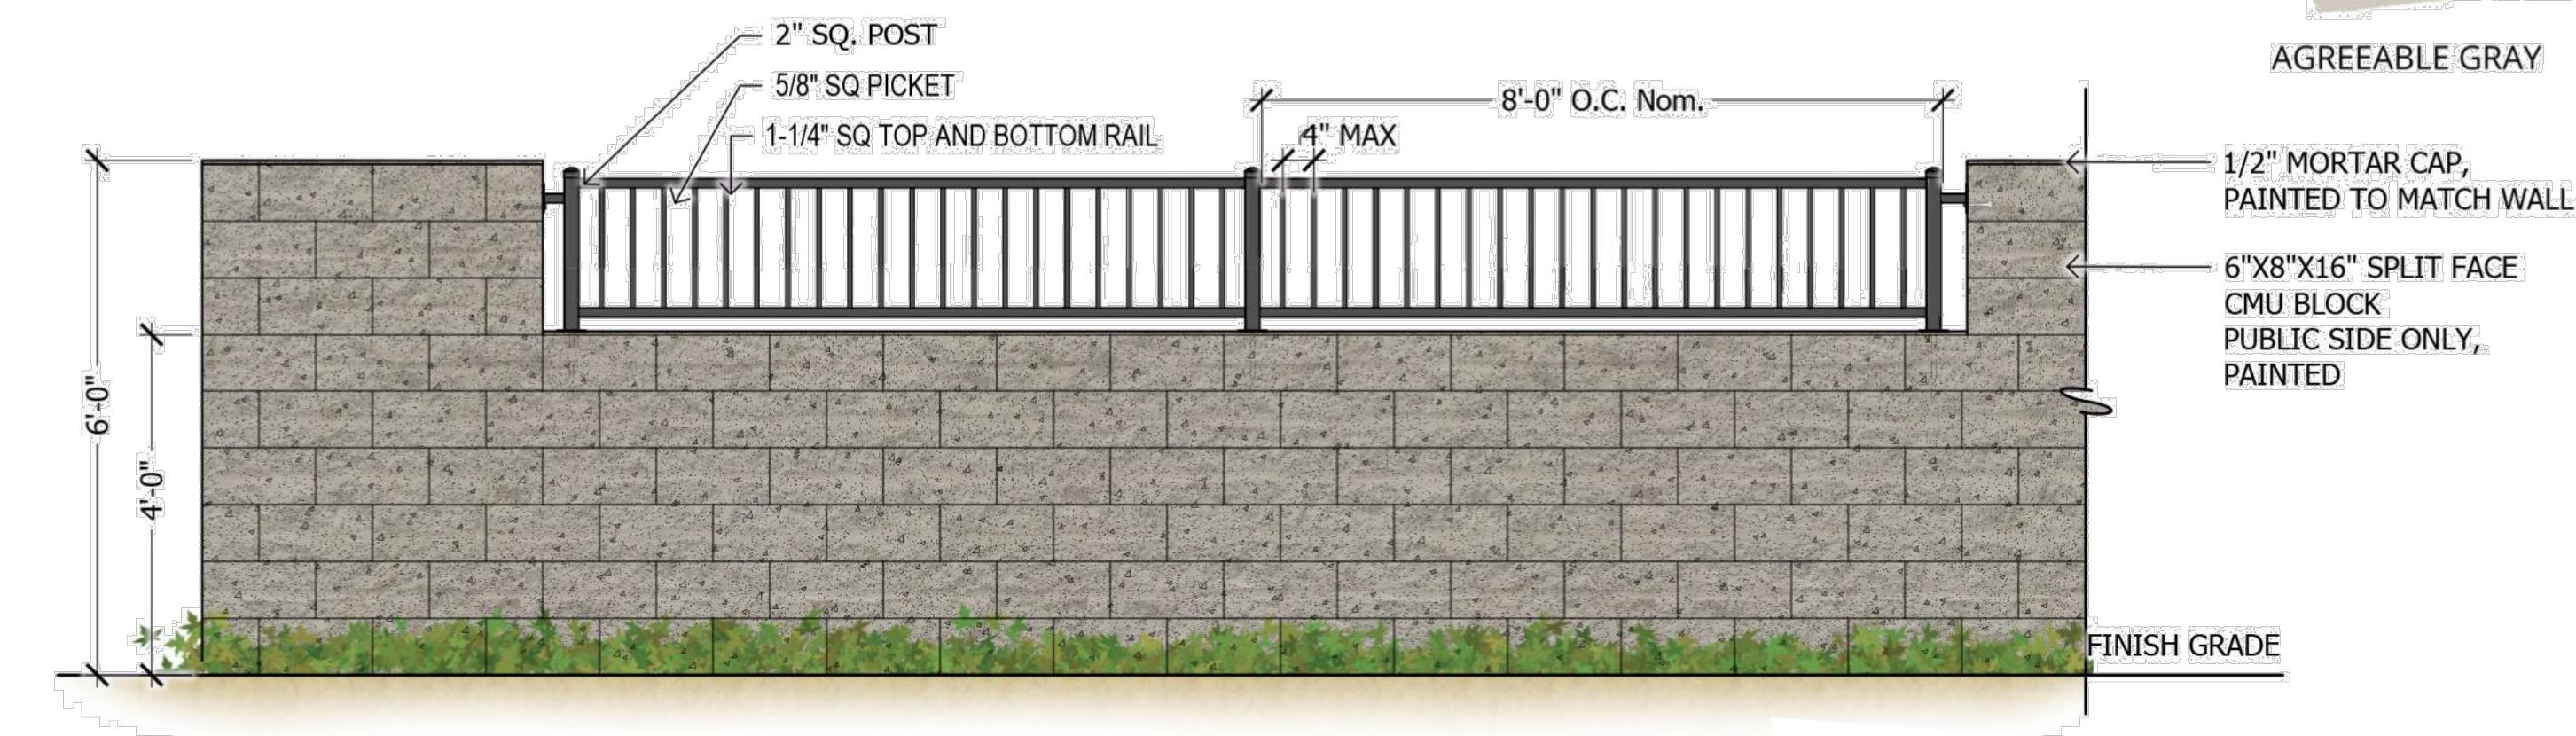 AGREEABLE GRAY
2" SQ. POST
5/8" SQ PICKET
1-1/4" SQ TOP AND BOTTOM RAIL
8'-0" O.C. Nom.
4" MAX
1/2" MORTAR CAP,
PAINTED TO MATCH WALL
6"X8"X16" SPLIT FACE
CMU BLOCK
PUBLIC SIDE ONLY,
PAINTED
6'-0"
4'-0"
FINISH GRADE